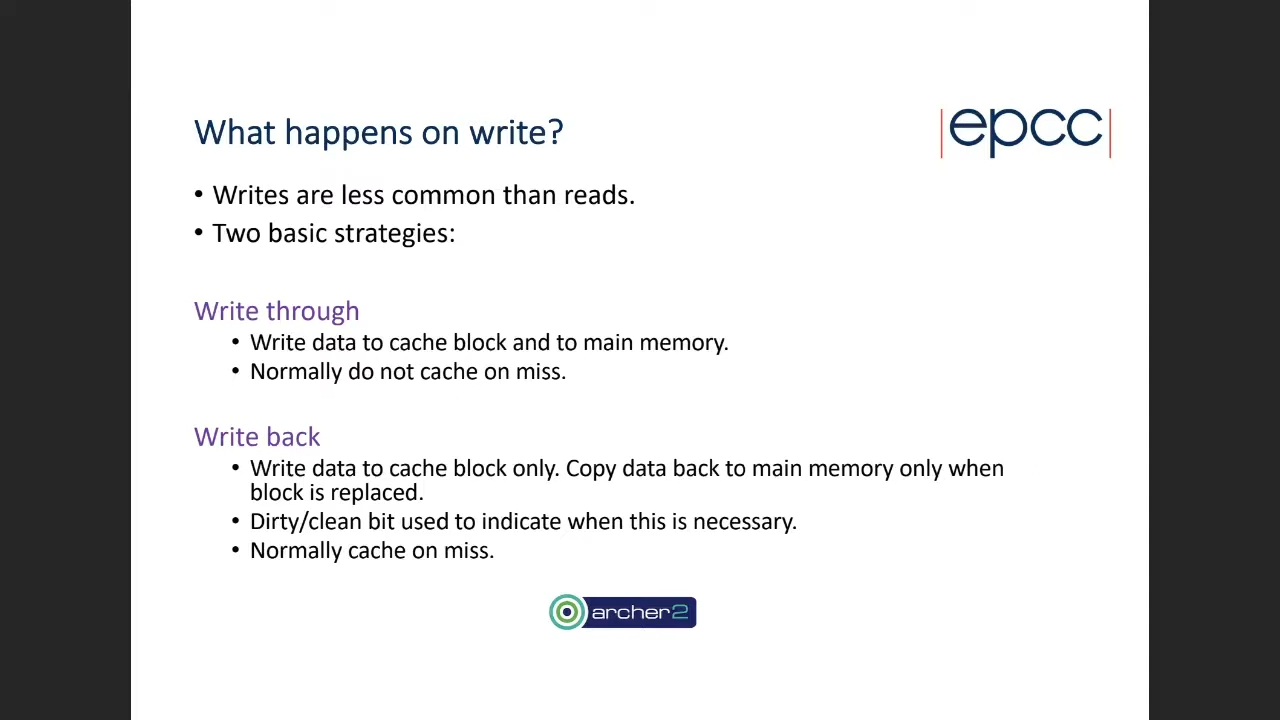 What happens on write?
|epcc|
• Writes are less common than reads.
• Two basic strategies:
Write through
• Write data to cache block and to main memory.
• Normally do not cache on miss.
Write back
• Write data to cache block only. Copy data back to main memory only when
block is replaced.
• Dirty/clean bit used to indicate when this is necessary.
• Normally cache on miss.
archer2